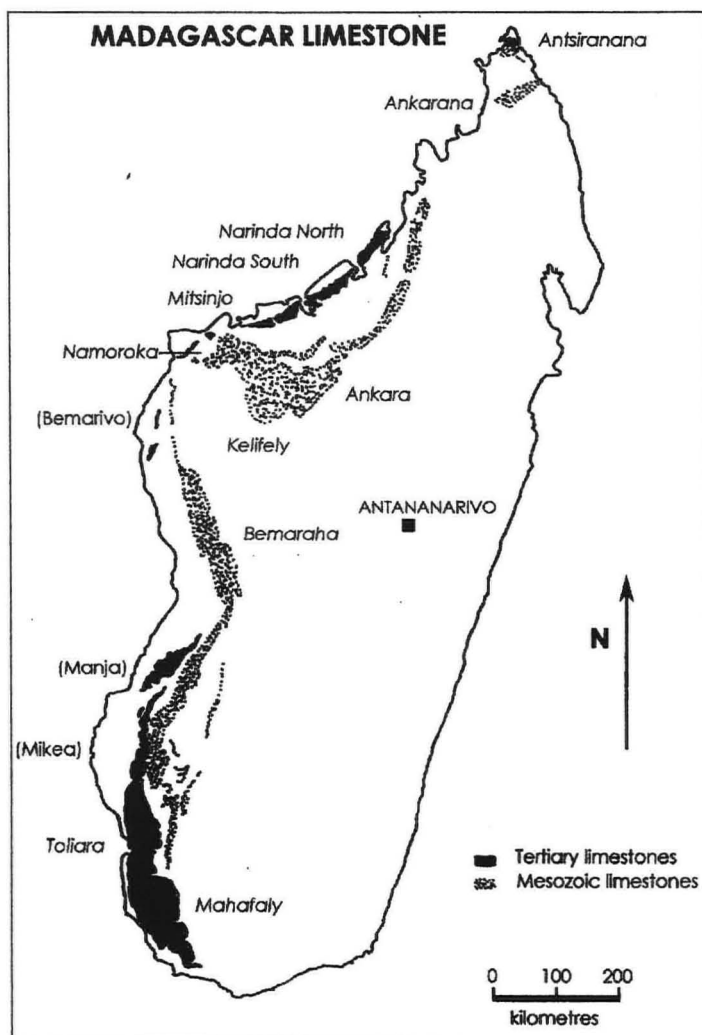 MADAGASCAR LIMESTONE
Antsiranana
Ankarana
Narinda North
Narinda South
Mitsinjo
Namoroka
Ankara
(Bemarivo)
Kelifely
ANTANANARIVO
Bemaraha
N
(Manja)
(Mikea)
Toliara
Tertiary limestones
Mesozoic limestones
Mahafaly
0 100 200
kilometres